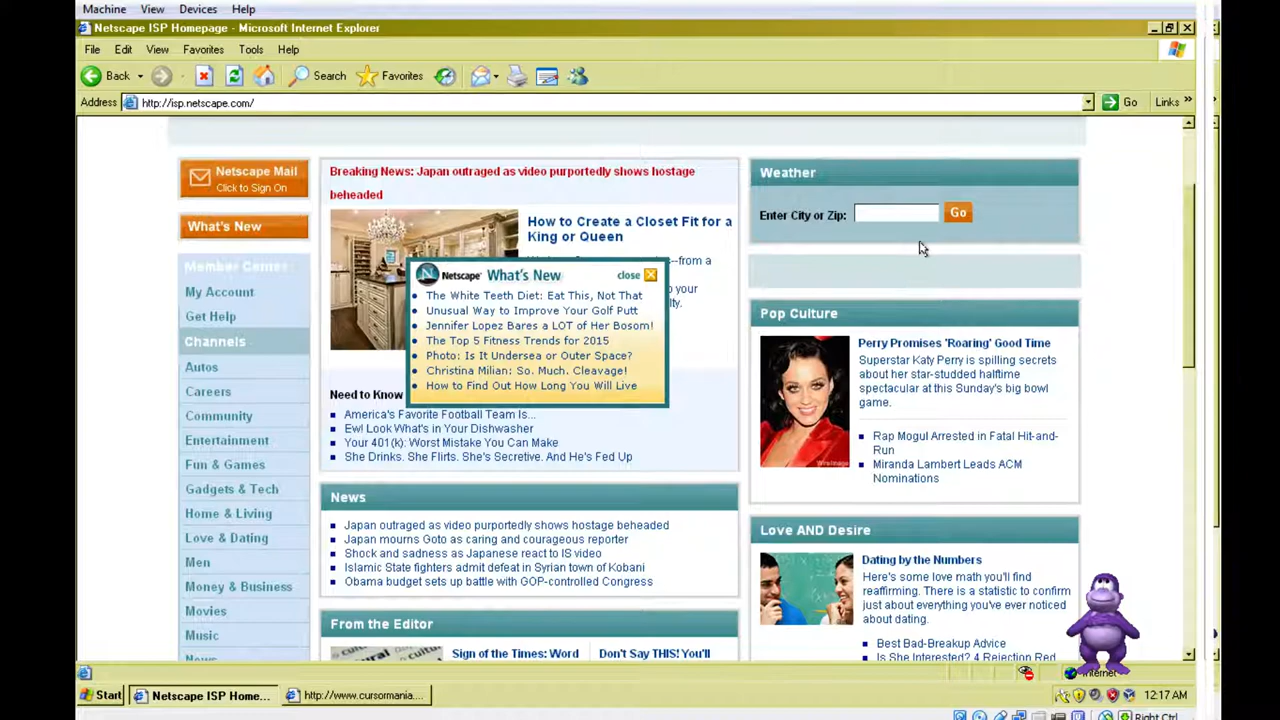 Machine View Devices Help
Netscape ISP Homepage - Microsoft Internet Explorer
File Edit View Favorites Tools Help
Back Search Favorites
Address http://isp.netscape.com/ Go Links »
Netscape Mail
Click to Sign On
What's New
Member Center
My Account
Get Help
Channels
Autos
Careers
Community
Entertainment
Fun & Games
Gadgets & Tech
Home & Living
Love & Dating
Men
Money & Business
Movies
Music
News
Breaking News: Japan outraged as video purportedly shows hostage
beheaded
How to Create a Closet Fit for a
King or Queen
--from a
to your
Netscape What's New close
The White Teeth Diet: Eat This, Not That
Unusual Way to Improve Your Golf Putt
Jennifer Lopez Bares a LOT of Her Bosom!
The Top 5 Fitness Trends for 2015
Photo: Is It Undersea or Outer Space?
Christina Milian: So. Much. Cleavage!
How to Find Out How Long You Will Live
Need to Know
America's Favorite Football Team Is...
Ew! Look What's in Your Dishwasher
Your 401(k): Worst Mistake You Can Make
She Drinks. She Flirts. She's Secretive. And He's Fed Up
News
Japan outraged as video purportedly shows hostage beheaded
Japan mourns Goto as caring and courageous reporter
Shock and sadness as Japanese react to IS video
Islamic State fighters admit defeat in Syrian town of Kobani
Obama budget sets up battle with GOP-controlled Congress
From the Editor
Sign of the Times: Word
Don't Say THIS! You'll
Weather
Enter City or Zip: Go
Pop Culture
WireImage
Perry Promises 'Roaring' Good Time
Superstar Katy Perry is spilling secrets
about her star-studded halftime
spectacular at this Sunday's big bowl
game.
Rap Mogul Arrested in Fatal Hit-and-
Run
Miranda Lambert Leads ACM
Nominations
Love AND Desire
Dating by the Numbers
Here's some love math you'll find
reaffirming. There is a statistic to confirm
just about everything you've ever noticed
about dating.
Best Bad-Breakup Advice
Is She Interested? 4 Rejection Red
Internet
Start Netscape ISP Home... http://www.cursormania.... 12:17 AM
Right Ctrl